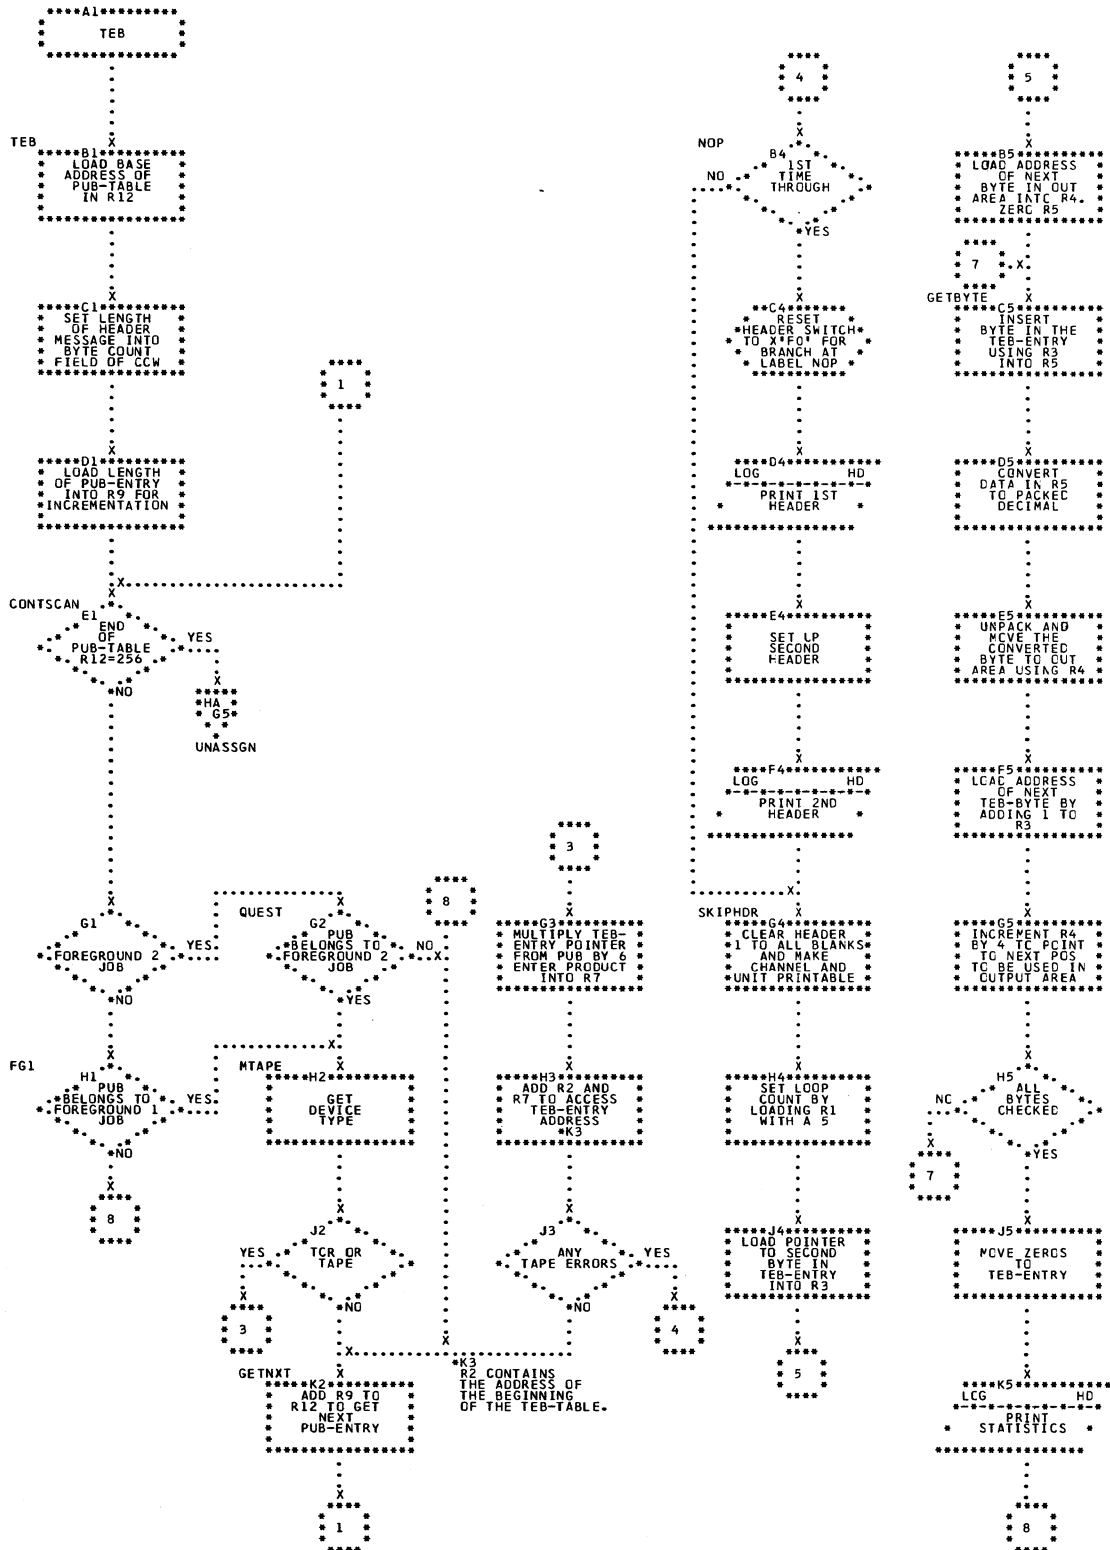 A1
TEB
TEB
B1
LOAD BASE
ADDRESS OF
PUB-TABLE
IN R12
C1
SET LENGTH
OF HEADER
MESSAGE INTO
BYTE COUNT
FIELD OF CCW
1
D1
LOAD LENGTH
OF PUB-ENTRY
INTO R9 FOR
INCREMENTATION
CONTSCAN
E1
END
OF
PUB-TABLE
R12=256
YES
NO
HA
G5
UNASSGN
G1
FOREGROUND 2
JOB
YES
NO
QUEST
G2
PUB
BELONGS TO
FOREGROUND 2
JOB
NO
YES
8
FG1
H1
PUB
BELONGS TO
FOREGROUND 1
JOB
YES
NO
8
MTAPE
H2
GET
DEVICE
TYPE
J2
TCR OR
TAPE
YES
NO
3
GETNXT
K2
ADD R9 TO
R12 TO GET
NEXT
PUB-ENTRY
1
3
G3
MULTIPLY TEB-
ENTRY POINTER
FROM PUB BY 6
ENTER PRODUCT
INTO R7
H3
ADD R2 AND
R7 TO ACCESS
TEB-ENTRY
ADDRESS
*K3
J3
ANY
TAPE ERRORS
YES
NO
4
*K3
R2 CONTAINS
THE ADDRESS OF
THE BEGINNING
OF THE TEB-TABLE.
4
NOP
B4
1ST
TIME
THROUGH
NO
YES
C4
RESET
HEADER SWITCH
TO X'F0' FOR
BRANCH AT
LABEL NOP
D4
LOG HD
PRINT 1ST
HEADER
E4
SET UP
SECOND
HEADER
F4
LOG HD
PRINT 2ND
HEADER
SKIPHDR
G4
CLEAR HEADER
1 TO ALL BLANKS
AND MAKE
CHANNEL AND
UNIT PRINTABLE
H4
SET LOOP
COUNT BY
LOADING R1
WITH A 5
J4
LOAD POINTER
TO SECOND
BYTE IN
TEB-ENTRY
INTO R3
5
5
B5
LOAD ADDRESS
OF NEXT
BYTE IN OUT
AREA INTC R4.
ZERC R5
7
GETBYTE
C5
INSERT
BYTE IN THE
TEB-ENTRY
USING R3
INTO R5
D5
CONVERT
DATA IN R5
TO PACKED
DECIMAL
E5
UNPACK AND
MCVE THE
CONVERTED
BYTE TO OUT
AREA USING R4
F5
LCAD ADDRESS
OF NEXT
TEB-BYTE BY
ADDING 1 TO
R3
G5
INCREMENT R4
BY 4 TC PCINT
TO NEXT POS
TO BE USED IN
OUTPUT AREA
H5
ALL
BYTES
CHECKED
NC
YES
7
J5
MOVE ZEROS
TO
TEB-ENTRY
K5
LCG HD
PRINT
STATISTICS
8